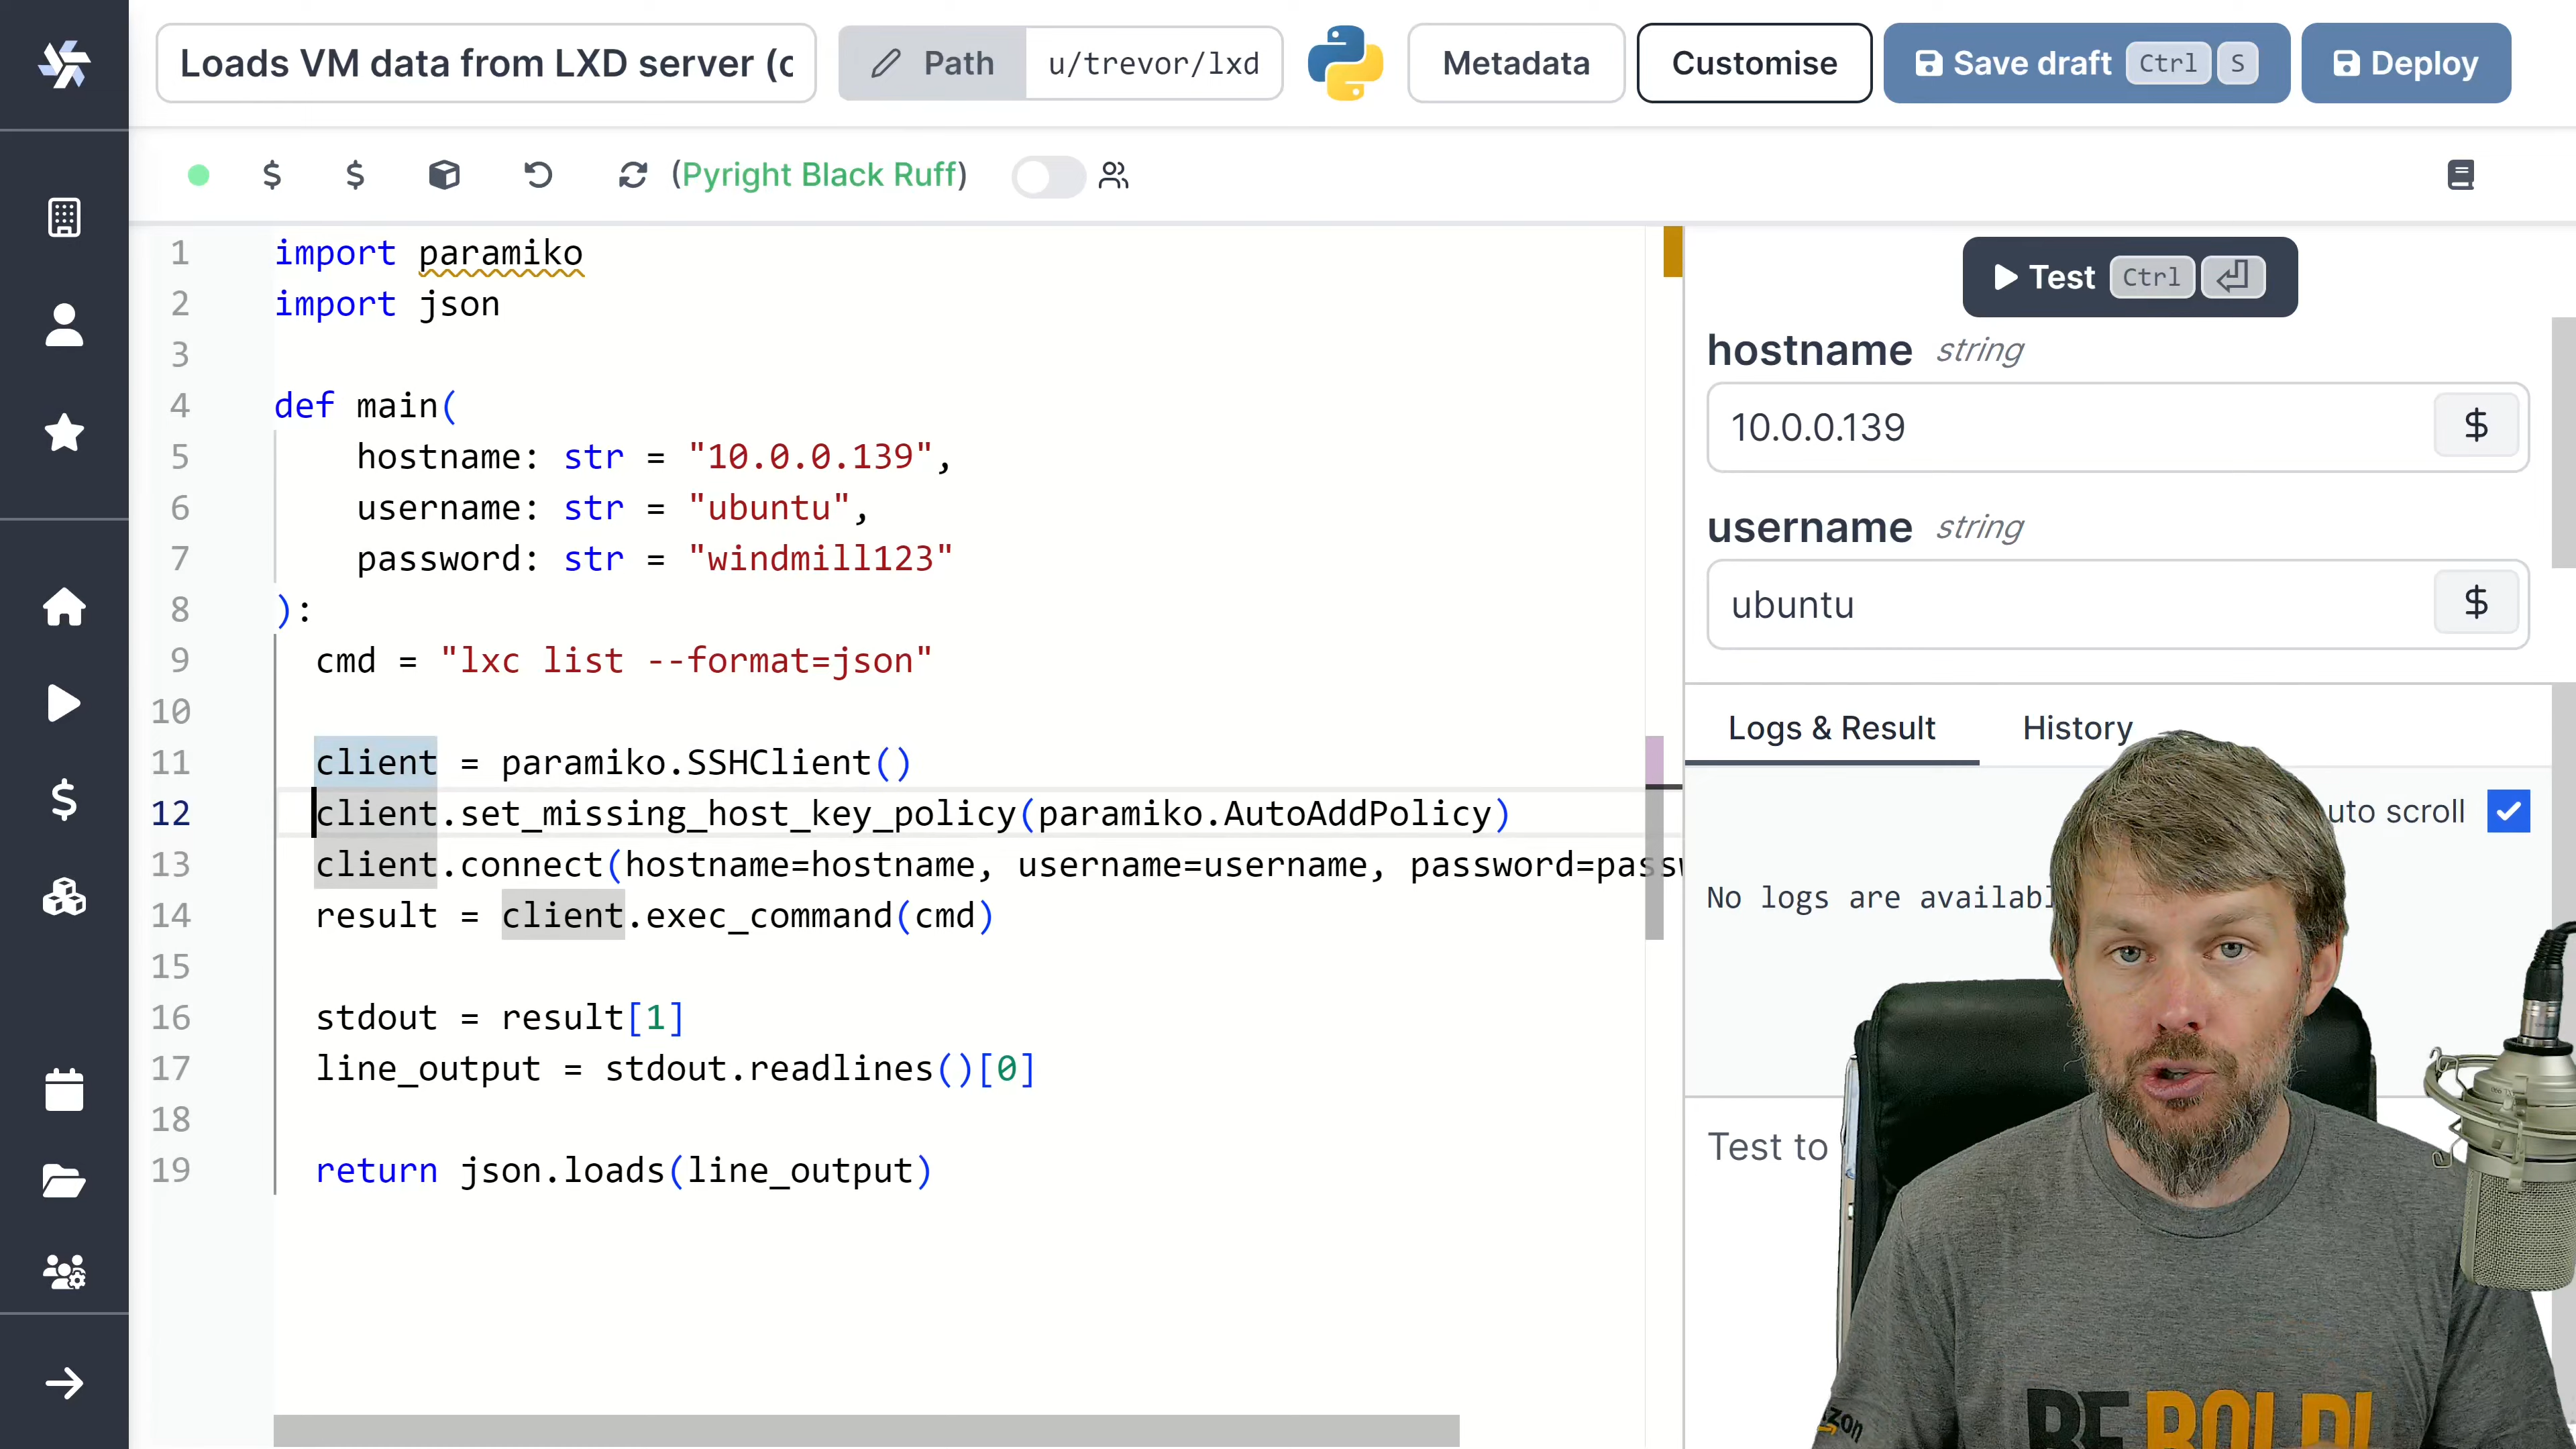 Loads VM data from LXD server (c
Path u/trevor/lxd
Metadata
Customise
Save draft Ctrl S
Deploy
$ $ (Pyright Black Ruff)
1 import paramiko
2 import json
3
4 def main(
5 hostname: str = "10.0.0.139",
6 username: str = "ubuntu",
7 password: str = "windmill123"
8 ):
9 cmd = "lxc list --format=json"
10
11 client = paramiko.SSHClient()
12 client.set_missing_host_key_policy(paramiko.AutoAddPolicy)
13 client.connect(hostname=hostname, username=username, password=passw
14 result = client.exec_command(cmd)
15
16 stdout = result[1]
17 line_output = stdout.readlines()[0]
18
19 return json.loads(line_output)
Test Ctrl
hostname string
10.0.0.139 $
username string
ubuntu $
Logs & Result History
uto scroll
No logs are availabl
Test to
BE BOLD!